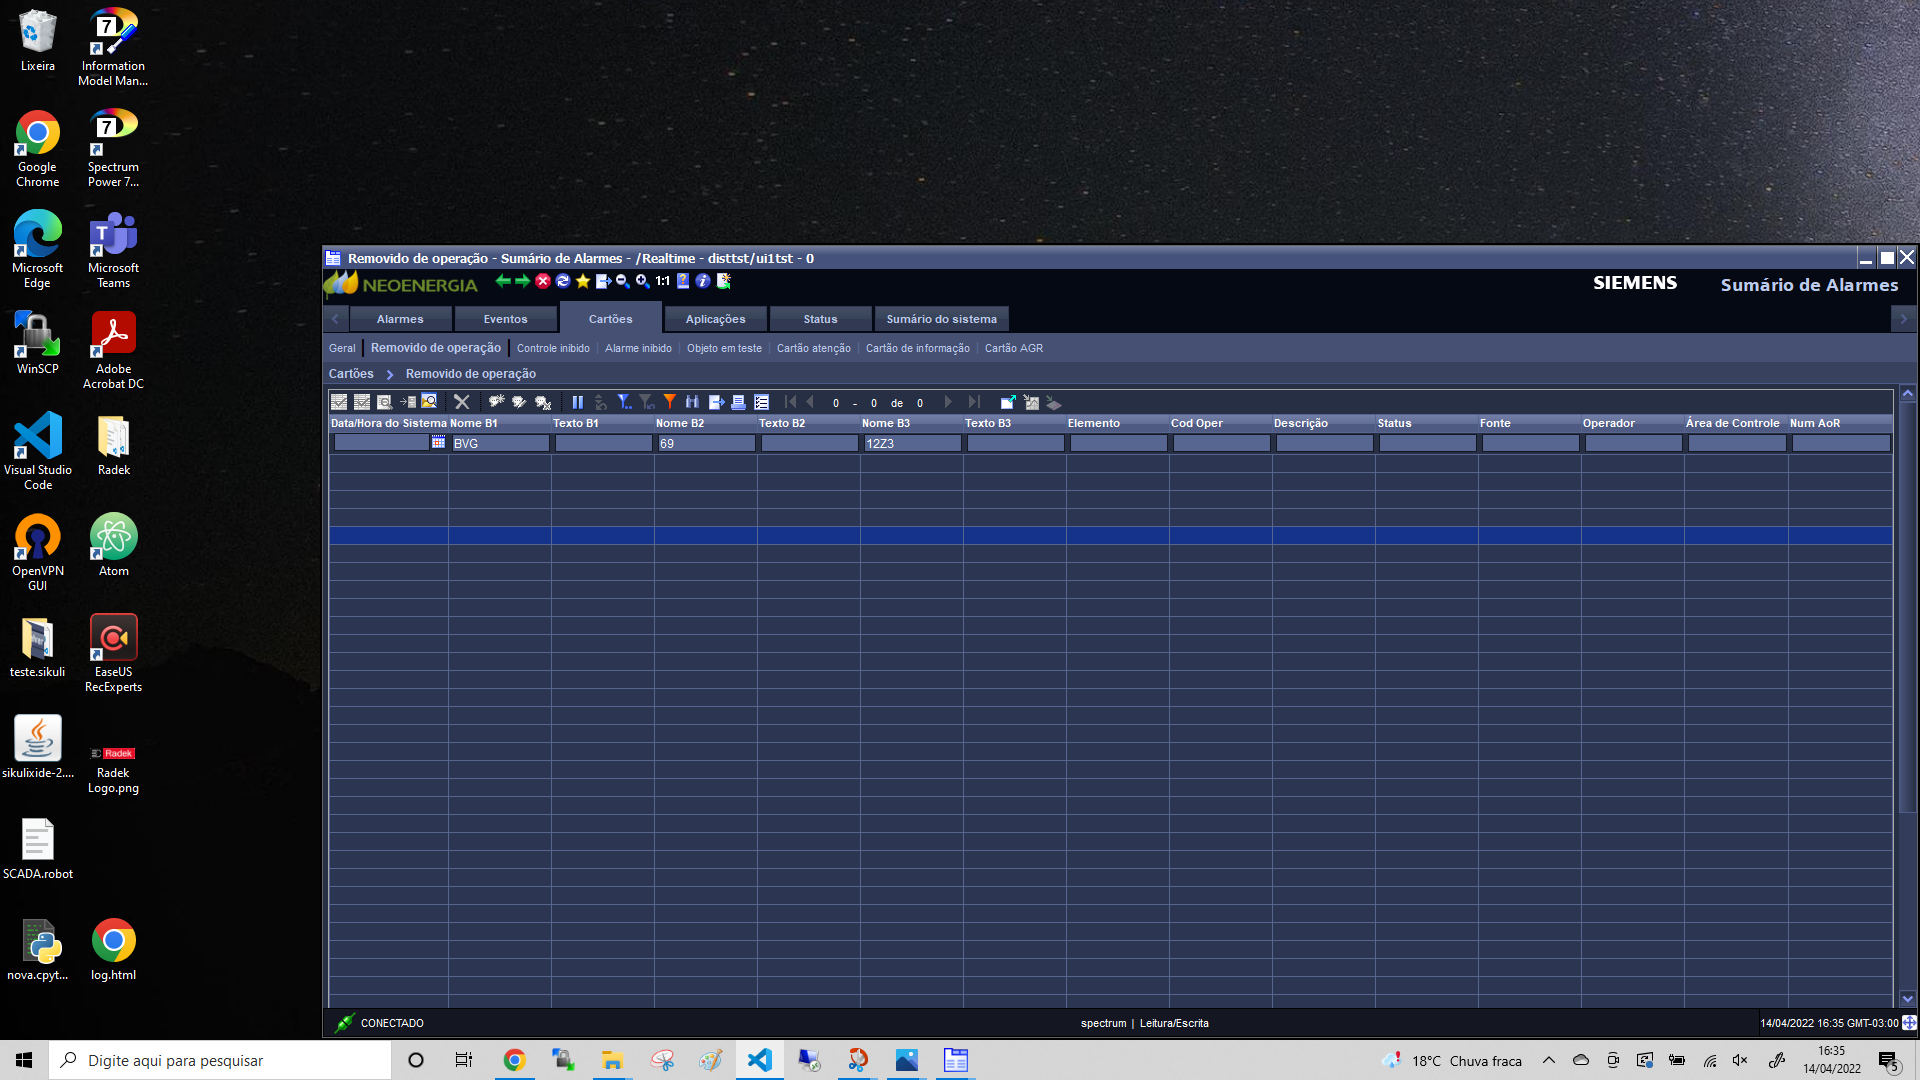 Lixeira
Information
Model Man...
Google
Chrome
Spectrum
Power 7...
Microsoft
Edge
Microsoft
Teams
WinSCP
Adobe
Acrobat DC
Visual Studio
Code
Radek
OpenVPN
GUI
Atom
teste.sikuli
EaseUS
RecExperts
sikulixide-2....
Radek
Radek
Logo.png
SCADA.robot
nova.cpyt...
log.html
Removido de operação - Sumário de Alarmes - /Realtime - disttst/ui1tst - 0
NEOENERGIA
1:1
SIEMENS
Sumário de Alarmes
Alarmes
Eventos
Cartões
Aplicações
Status
Sumário do sistema
Geral
Removido de operação
Controle inibido
Alarme inibido
Objeto em teste
Cartão atenção
Cartão de informação
Cartão AGR
Cartões
Removido de operação
0 - 0 de 0
Data/Hora do Sistema Nome B1 Texto B1 Nome B2 Texto B2 Nome B3 Texto B3 Elemento Cod Oper Descrição Status Fonte Operador Área de Controle Num AoR
BVG 69 12Z3
CONECTADO
spectrum | Leitura/Escrita
14/04/2022 16:35 GMT-03:00
Digite aqui para pesquisar
18°C Chuva fraca
16:35
14/04/2022
5